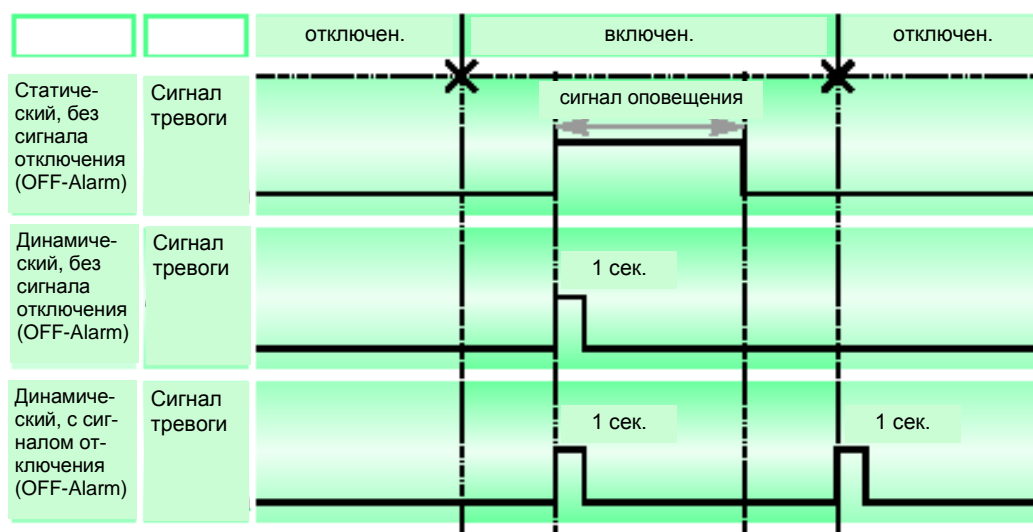 отключен.
включен.
отключен.
Статиче-
ский, без
сигнала
отключения
(OFF-Alarm)
Сигнал
тревоги
сигнал оповещения
Динамиче-
ский, без
сигнала
отключения
(OFF-Alarm)
Сигнал
тревоги
1 сек.
Динамиче-
ский, с сиг-
налом от-
ключения
(OFF-Alarm)
Сигнал
тревоги
1 сек.
1 сек.